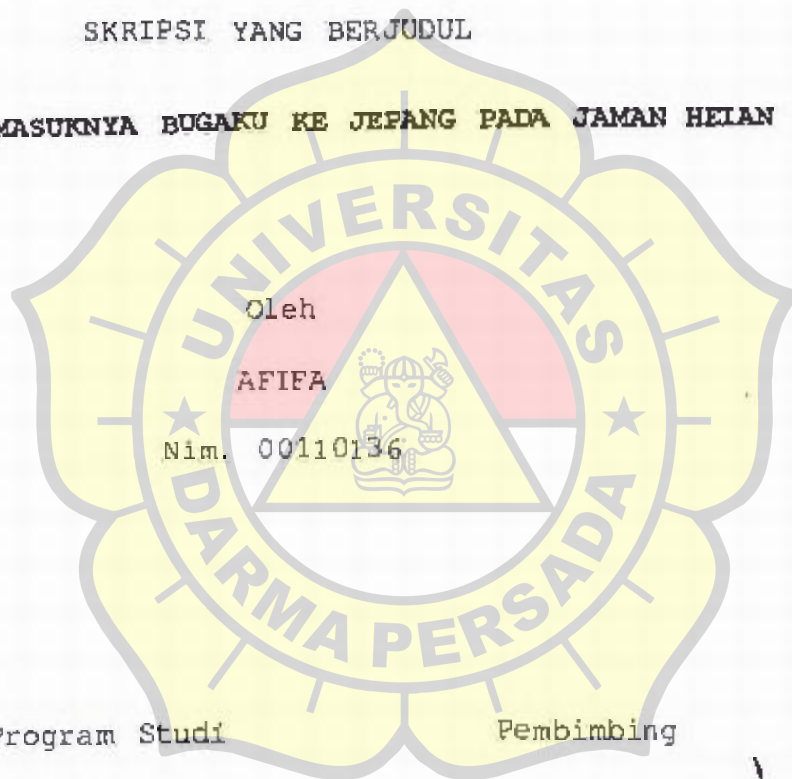 SKRIPSI YANG BERJUDUL
MASUKNYA BUGAKU KE JEPANG PADA JAMAN HEIAN
UNIVERSITAS
Oleh
AFIFA
Nim. 00110136
DARMA PERSADA
Program Studi Pembimbing